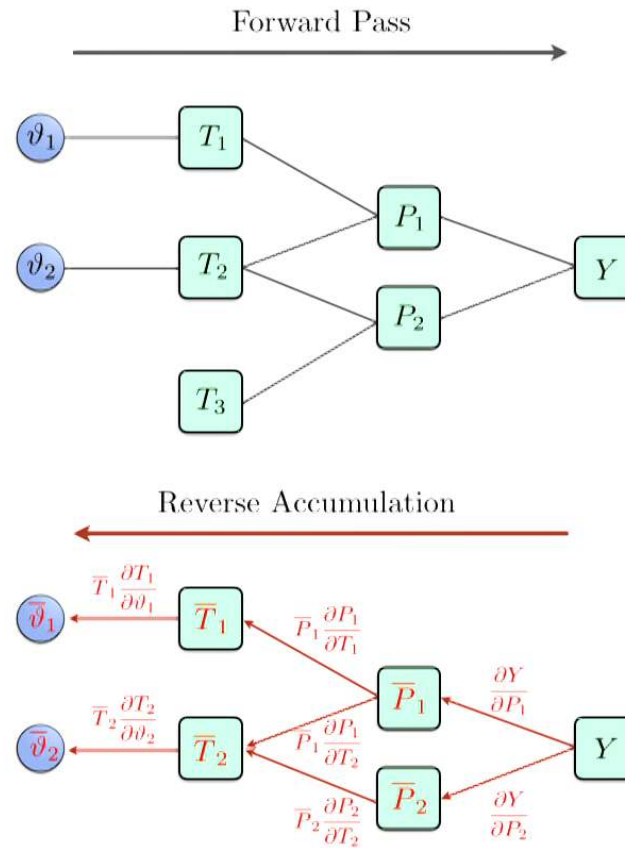 Forward Pass
ϑ₁
T₁
P₁
ϑ₂
T₂
Y
P₂
T₃
Reverse Accumulation
T̅₁ ∂T₁/∂ϑ₁
ϑ̅₁
T̅₁
P̅₁ ∂P₁/∂T₁
∂Y/∂P₁
P̅₁
T̅₂ ∂T₂/∂ϑ₂
ϑ̅₂
T̅₂
P̅₁ ∂P₁/∂T₂
Y
P̅₂
P̅₂ ∂P₂/∂T₂
∂Y/∂P₂